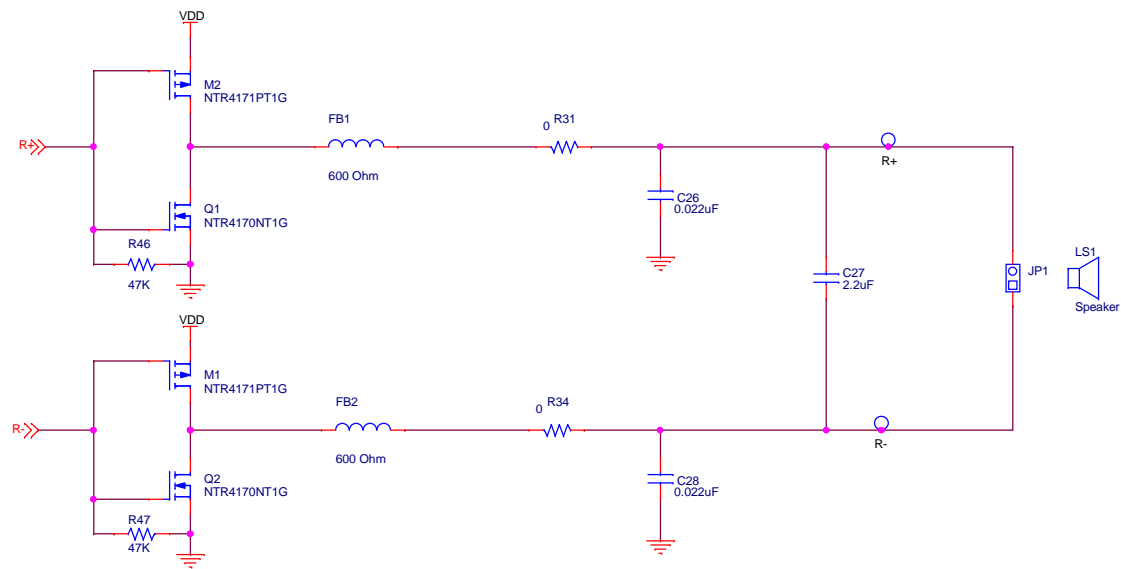 VDD
M2
NTR4171PT1G
R+
FB1
600 Ohm
0 R31
R+
C26
0.022uF
Q1
NTR4170NT1G
R46
47K
C27
2.2uF
JP1
LS1
Speaker
VDD
M1
NTR4171PT1G
R-
FB2
600 Ohm
0 R34
R-
C28
0.022uF
Q2
NTR4170NT1G
R47
47K